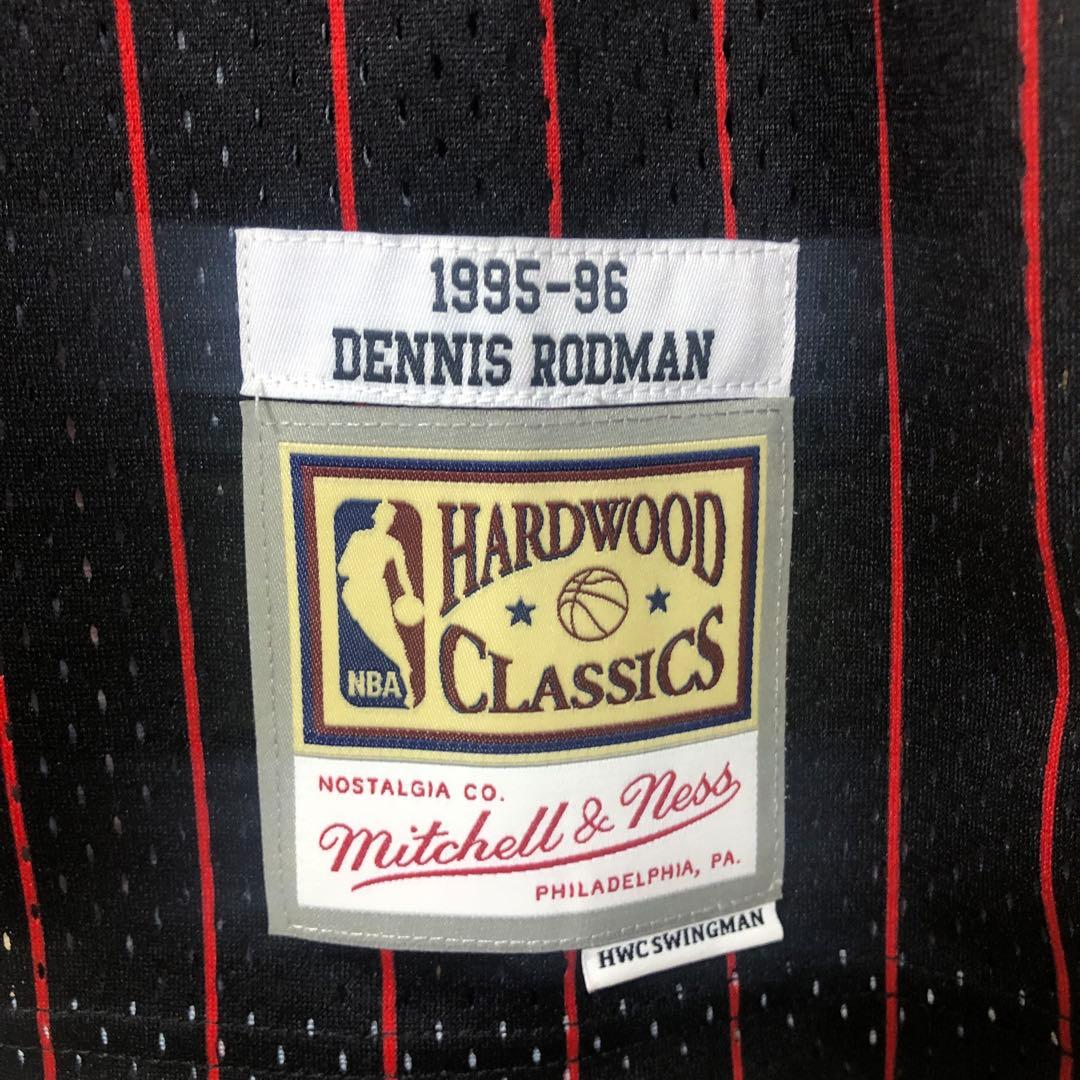 1995-96
DENNIS RODMAN
HARDWOOD
CLASSICS
NBA
NOSTALGIA CO.
Mitchell & Ness
PHILADELPHIA, PA.
HWC SWINGMAN